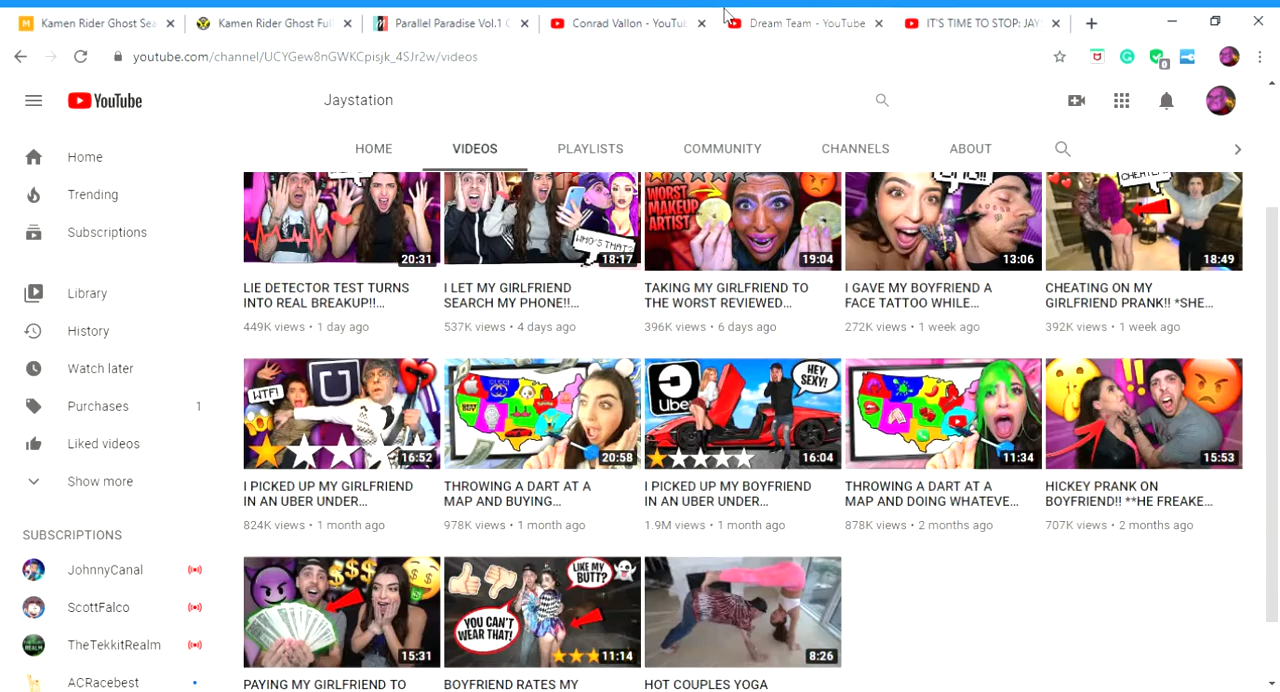 Kamen Rider Ghost Sea
Kamen Rider Ghost Full
Parallel Paradise Vol.1 C
Conrad Vallon - YouTub
Dream Team - YouTube
IT'S TIME TO STOP: JAYS
youtube.com/channel/UCYGew8nGWKCpisjk_4SJr2w/videos
0
YouTube
Jaystation
HOME
VIDEOS
PLAYLISTS
COMMUNITY
CHANNELS
ABOUT
Home
Trending
Subscriptions
Library
History
Watch later
Purchases 1
Liked videos
Show more
SUBSCRIPTIONS
JohnnyCanal
ScottFalco
TheTekkitRealm
ACRacebest
20:31
LIE DETECTOR TEST TURNS
INTO REAL BREAKUP!!...
449K views • 1 day ago
WHO'S THAT?
18:17
I LET MY GIRLFRIEND
SEARCH MY PHONE!!...
537K views • 4 days ago
WORST
MAKEUP
ARTIST
19:04
TAKING MY GIRLFRIEND TO
THE WORST REVIEWED...
396K views • 6 days ago
13:06
I GAVE MY BOYFRIEND A
FACE TATTOO WHILE...
272K views • 1 week ago
18:49
CHEATING ON MY
GIRLFRIEND PRANK!! *SHE...
392K views • 1 week ago
WTF!
16:52
I PICKED UP MY GIRLFRIEND
IN AN UBER UNDER...
824K views • 1 month ago
GUCCI
20:58
THROWING A DART AT A
MAP AND BUYING...
978K views • 1 month ago
Uber
HEY
SEXY!
16:04
I PICKED UP MY BOYFRIEND
IN AN UBER UNDER...
1.9M views • 1 month ago
11:34
THROWING A DART AT A
MAP AND DOING WHATEVE...
878K views • 2 months ago
15:53
HICKEY PRANK ON
BOYFRIEND!! **HE FREAKE...
707K views • 2 months ago
15:31
PAYING MY GIRLFRIEND TO
LIKE MY
BUTT?
YOU CAN'T
WEAR THAT!
11:14
BOYFRIEND RATES MY
8:26
HOT COUPLES YOGA